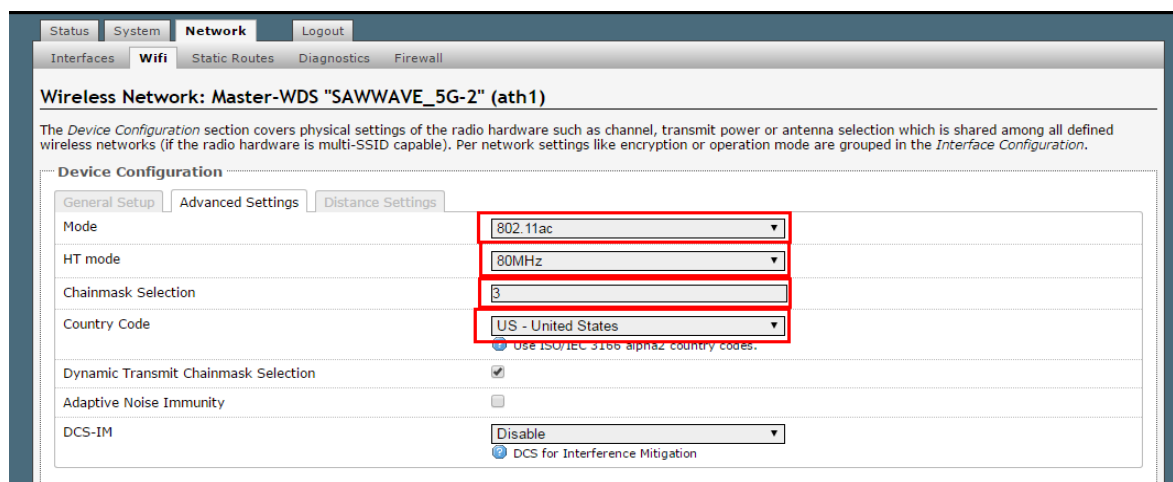 Status System Network Logout
Interfaces Wifi Static Routes Diagnostics Firewall
Wireless Network: Master-WDS "SAWWAVE_5G-2" (ath1)
The Device Configuration section covers physical settings of the radio hardware such as channel, transmit power or antenna selection which is shared among all defined
wireless networks (if the radio hardware is multi-SSID capable). Per network settings like encryption or operation mode are grouped in the Interface Configuration.
Device Configuration
General Setup Advanced Settings Distance Settings
Mode 802.11ac
HT mode 80MHz
Chainmask Selection 3
Country Code US - United States
Use ISO/IEC 3166 alpha2 country codes.
Dynamic Transmit Chainmask Selection
Adaptive Noise Immunity
DCS-IM Disable
DCS for Interference Mitigation